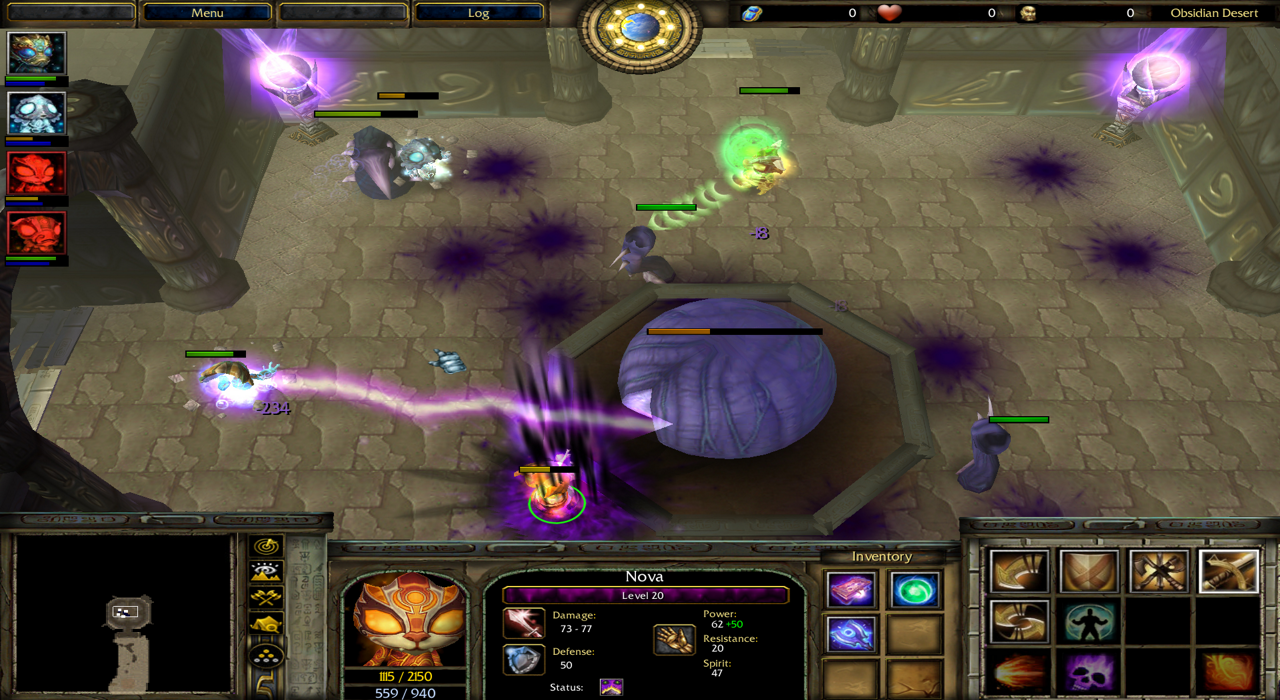 Menu
Log
0
0
0
Obsidian Desert
-234
Nova
Level 20
Damage:
73 - 77
Defense:
50
Status:
Power:
62 +50
Resistance:
20
Spirit:
47
1115 / 2150
559 / 940
Inventory